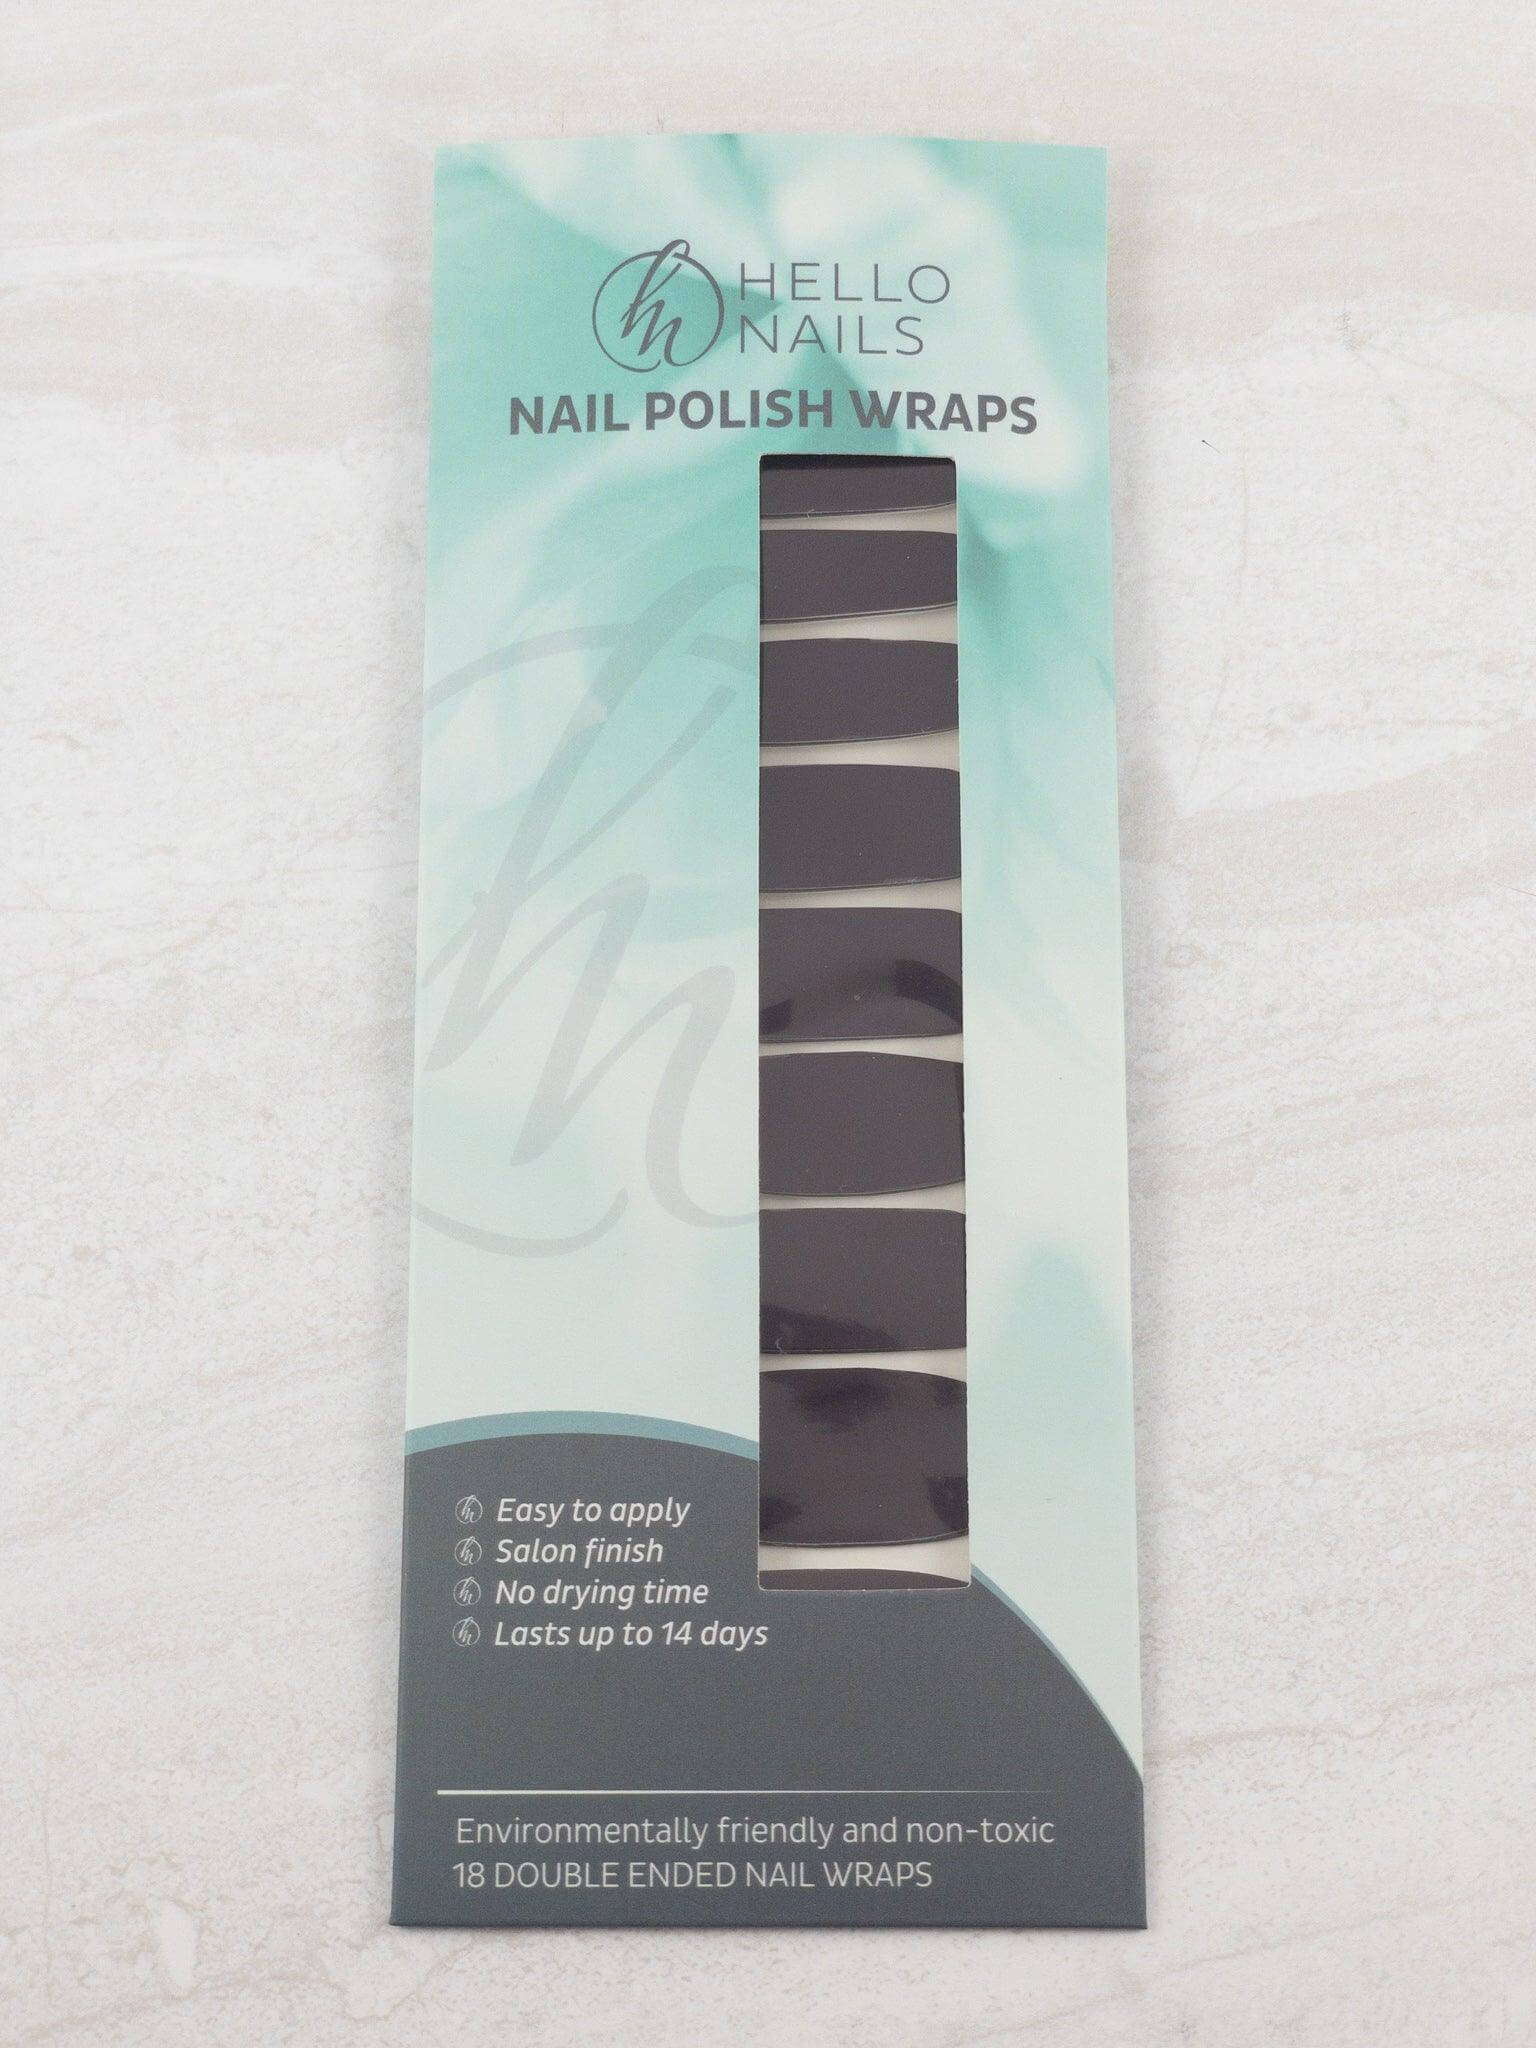 HELLO
NAILS
NAIL POLISH WRAPS
Easy to apply
Salon finish
No drying time
Lasts up to 14 days
Environmentally friendly and non-toxic
18 DOUBLE ENDED NAIL WRAPS